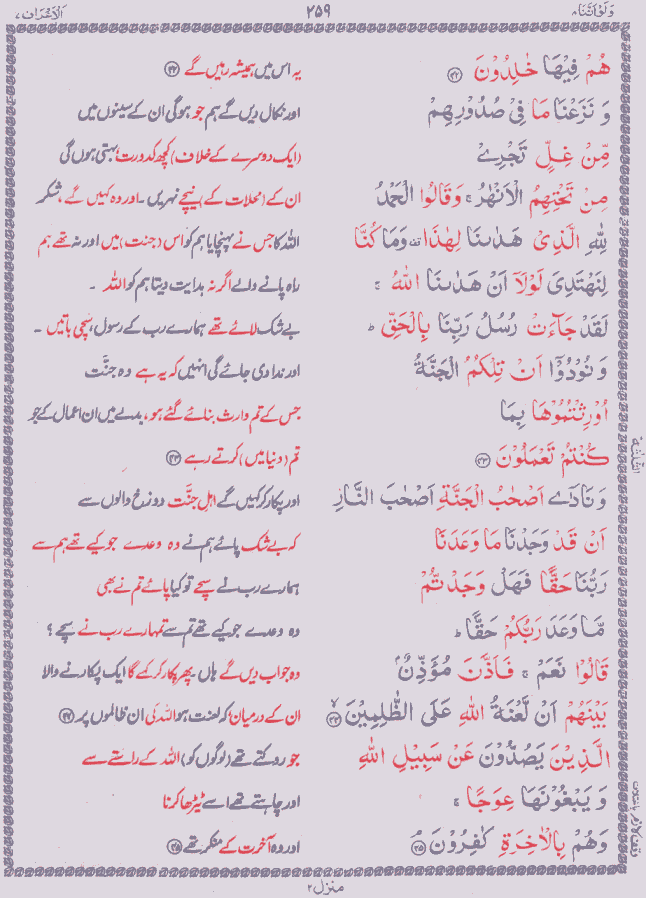 وَلَوْ اَنَّنَا ۸ ۲۵۹ اَلْاَعْرَاف ۷
هُمْ فِيْهَا خٰلِدُوْنَ ۴۲ یہ اس میں ہمیشہ رہیں گے ۴۲
وَ نَزَعْنَا مَا فِىْ صُدُوْرِهِمْ اور نکال دیں گے ہم جو ہوگی ان کے سینوں میں
مِّنْ غِلٍّ تَجْرِىْ (ایک دوسرے کے خلاف) کچھ کدورت بہتی ہوں گی
مِنْ تَحْتِهِمُ الْاَنْهٰرُ ۚ وَقَالُوا الْحَمْدُ ان کے (محلات کے) نیچے نہریں۔ اور وہ کہیں گے، شکر
لِلّٰهِ الَّذِىْ هَدٰىنَا لِهٰذَا وَمَا كُنَّا اللہ کا جس نے پہنچایا ہم کو اس (جنت) میں اور نہ تھے ہم
لِنَهْتَدِىَ لَوْلَاۤ اَنْ هَدٰىنَا اللهُ ۚ راہ پانے والے اگر نہ ہدایت دیتا ہم کو اللہ ۔
لَقَدْ جَآءَتْ رُسُلُ رَبِّنَا بِالْحَقِّ ؕ بے شک لائے تھے ہمارے رب کے رسول، سچی باتیں ۔
وَ نُوْدُوْۤا اَنْ تِلْكُمُ الْجَنَّةُ اور ندا دی جائے گی انہیں کہ یہ ہے وہ جنّت
اُوْرِثْتُمُوْهَا بِمَا جس کے تم وارث بنائے گئے ہو، بدلے میں ان اعمال کے جو
كُنْتُمْ تَعْمَلُوْنَ ۴۳ تم (دنیا میں) کرتے رہے ۴۳
وَ نَادٰۤى اَصْحٰبُ الْجَنَّةِ اَصْحٰبَ النَّارِ اور پکار کر کہیں گے اہلِ جنّت دوزخ والوں سے
اَنْ قَدْ وَجَدْنَا مَا وَعَدَنَا کہ بے شک پائے ہم نے وہ وعدے جو کیے تھے ہم سے
رَبُّنَا حَقًّا فَهَلْ وَجَدْتُّمْ ہمارے رب نے سچے تو کیا پائے تم نے بھی
مَّا وَعَدَ رَبُّكُمْ حَقًّا ؕ وہ وعدے جو کیے تھے تم سے تمہارے رب نے سچے؟
قَالُوْا نَعَمْ ۚ فَاَذَّنَ مُؤَذِّنٌۢ وہ جواب دیں گے ہاں پھر پکار کر کہے گا ایک پکارنے والا
بَيْنَهُمْ اَنْ لَّعْنَةُ اللهِ عَلَى الظّٰلِمِيْنَ ۙ ۴۴ ان کے درمیان کہ لعنت ہو اللہ کی ان ظالموں پر ۴۴
الَّذِيْنَ يَصُدُّوْنَ عَنْ سَبِيْلِ اللهِ جو روکتے تھے (لوگوں کو) اللہ کے راستے سے
وَ يَبْغُوْنَهَا عِوَجًا ۚ اور چاہتے تھے اسے ٹیڑھا کرنا
وَهُمْ بِالْاٰخِرَةِ كٰفِرُوْنَ ۘ ۴۵ اور وہ آخرت کے منکر تھے ۴۵
منزل ۲